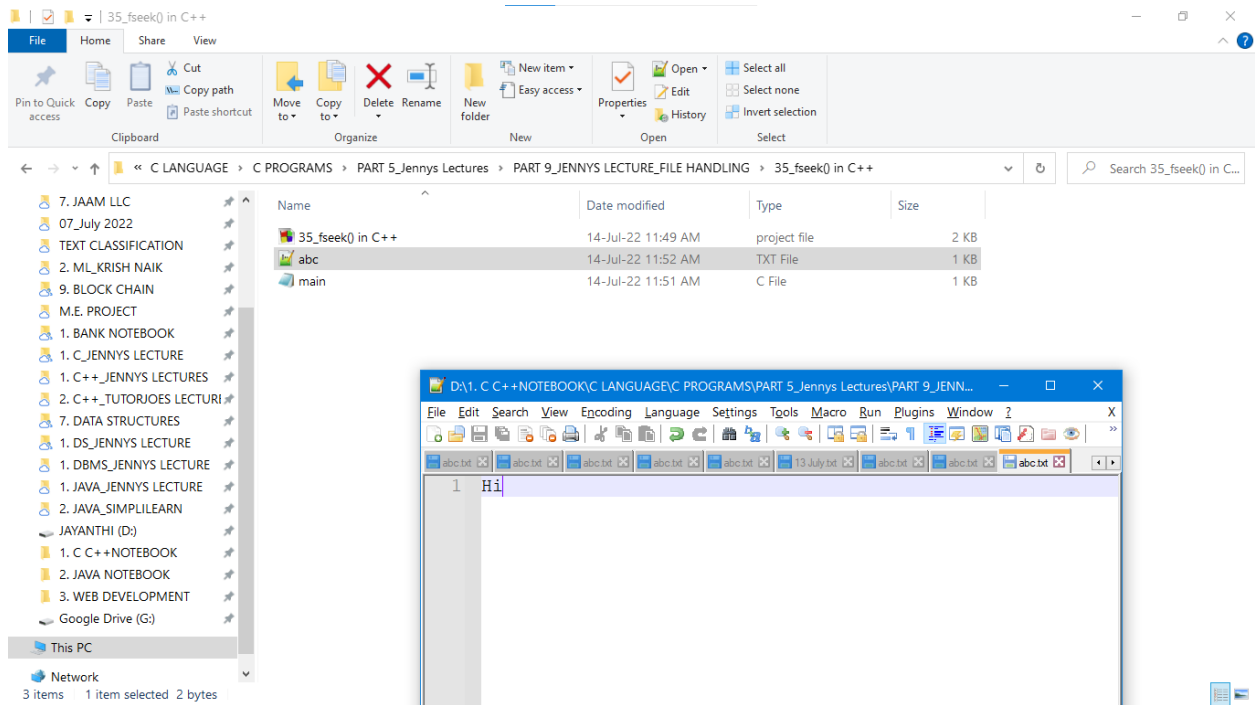 35_fseek() in C++
File Home Share View
Pin to Quick access
Copy
Paste
Cut
Copy path
Paste shortcut
Move to
Copy to
Delete
Rename
New folder
New item
Easy access
Properties
Open
Edit
History
Select all
Select none
Invert selection
Clipboard Organize New Open Select
« C LANGUAGE > C PROGRAMS > PART 5_Jennys Lectures > PART 9_JENNYS LECTURE_FILE HANDLING > 35_fseek() in C++
Search 35_fseek() in C...
7. JAAM LLC
07_July 2022
TEXT CLASSIFICATION
2. ML_KRISH NAIK
9. BLOCK CHAIN
M.E. PROJECT
1. BANK NOTEBOOK
1. C_JENNYS LECTURE
1. C++_JENNYS LECTURES
2. C++_TUTORJOES LECTURI
7. DATA STRUCTURES
1. DS_JENNYS LECTURE
1. DBMS_JENNYS LECTURE
1. JAVA_JENNYS LECTURE
2. JAVA_SIMPLILEARN
JAYANTHI (D:)
1. C C++NOTEBOOK
2. JAVA NOTEBOOK
3. WEB DEVELOPMENT
Google Drive (G:)
This PC
Network
Name Date modified Type Size
35_fseek() in C++ 14-Jul-22 11:49 AM project file 2 KB
abc 14-Jul-22 11:52 AM TXT File 1 KB
main 14-Jul-22 11:51 AM C File 1 KB
D:\1. C C++NOTEBOOK\C LANGUAGE\C PROGRAMS\PART 5_Jennys Lectures\PART 9_JENN...
File Edit Search View Encoding Language Settings Tools Macro Run Plugins Window ? X
abc.txt abc.txt abc.txt abc.txt abc.txt 13 July.txt abc.txt abc.txt abc.txt
1 Hi
3 items 1 item selected 2 bytes